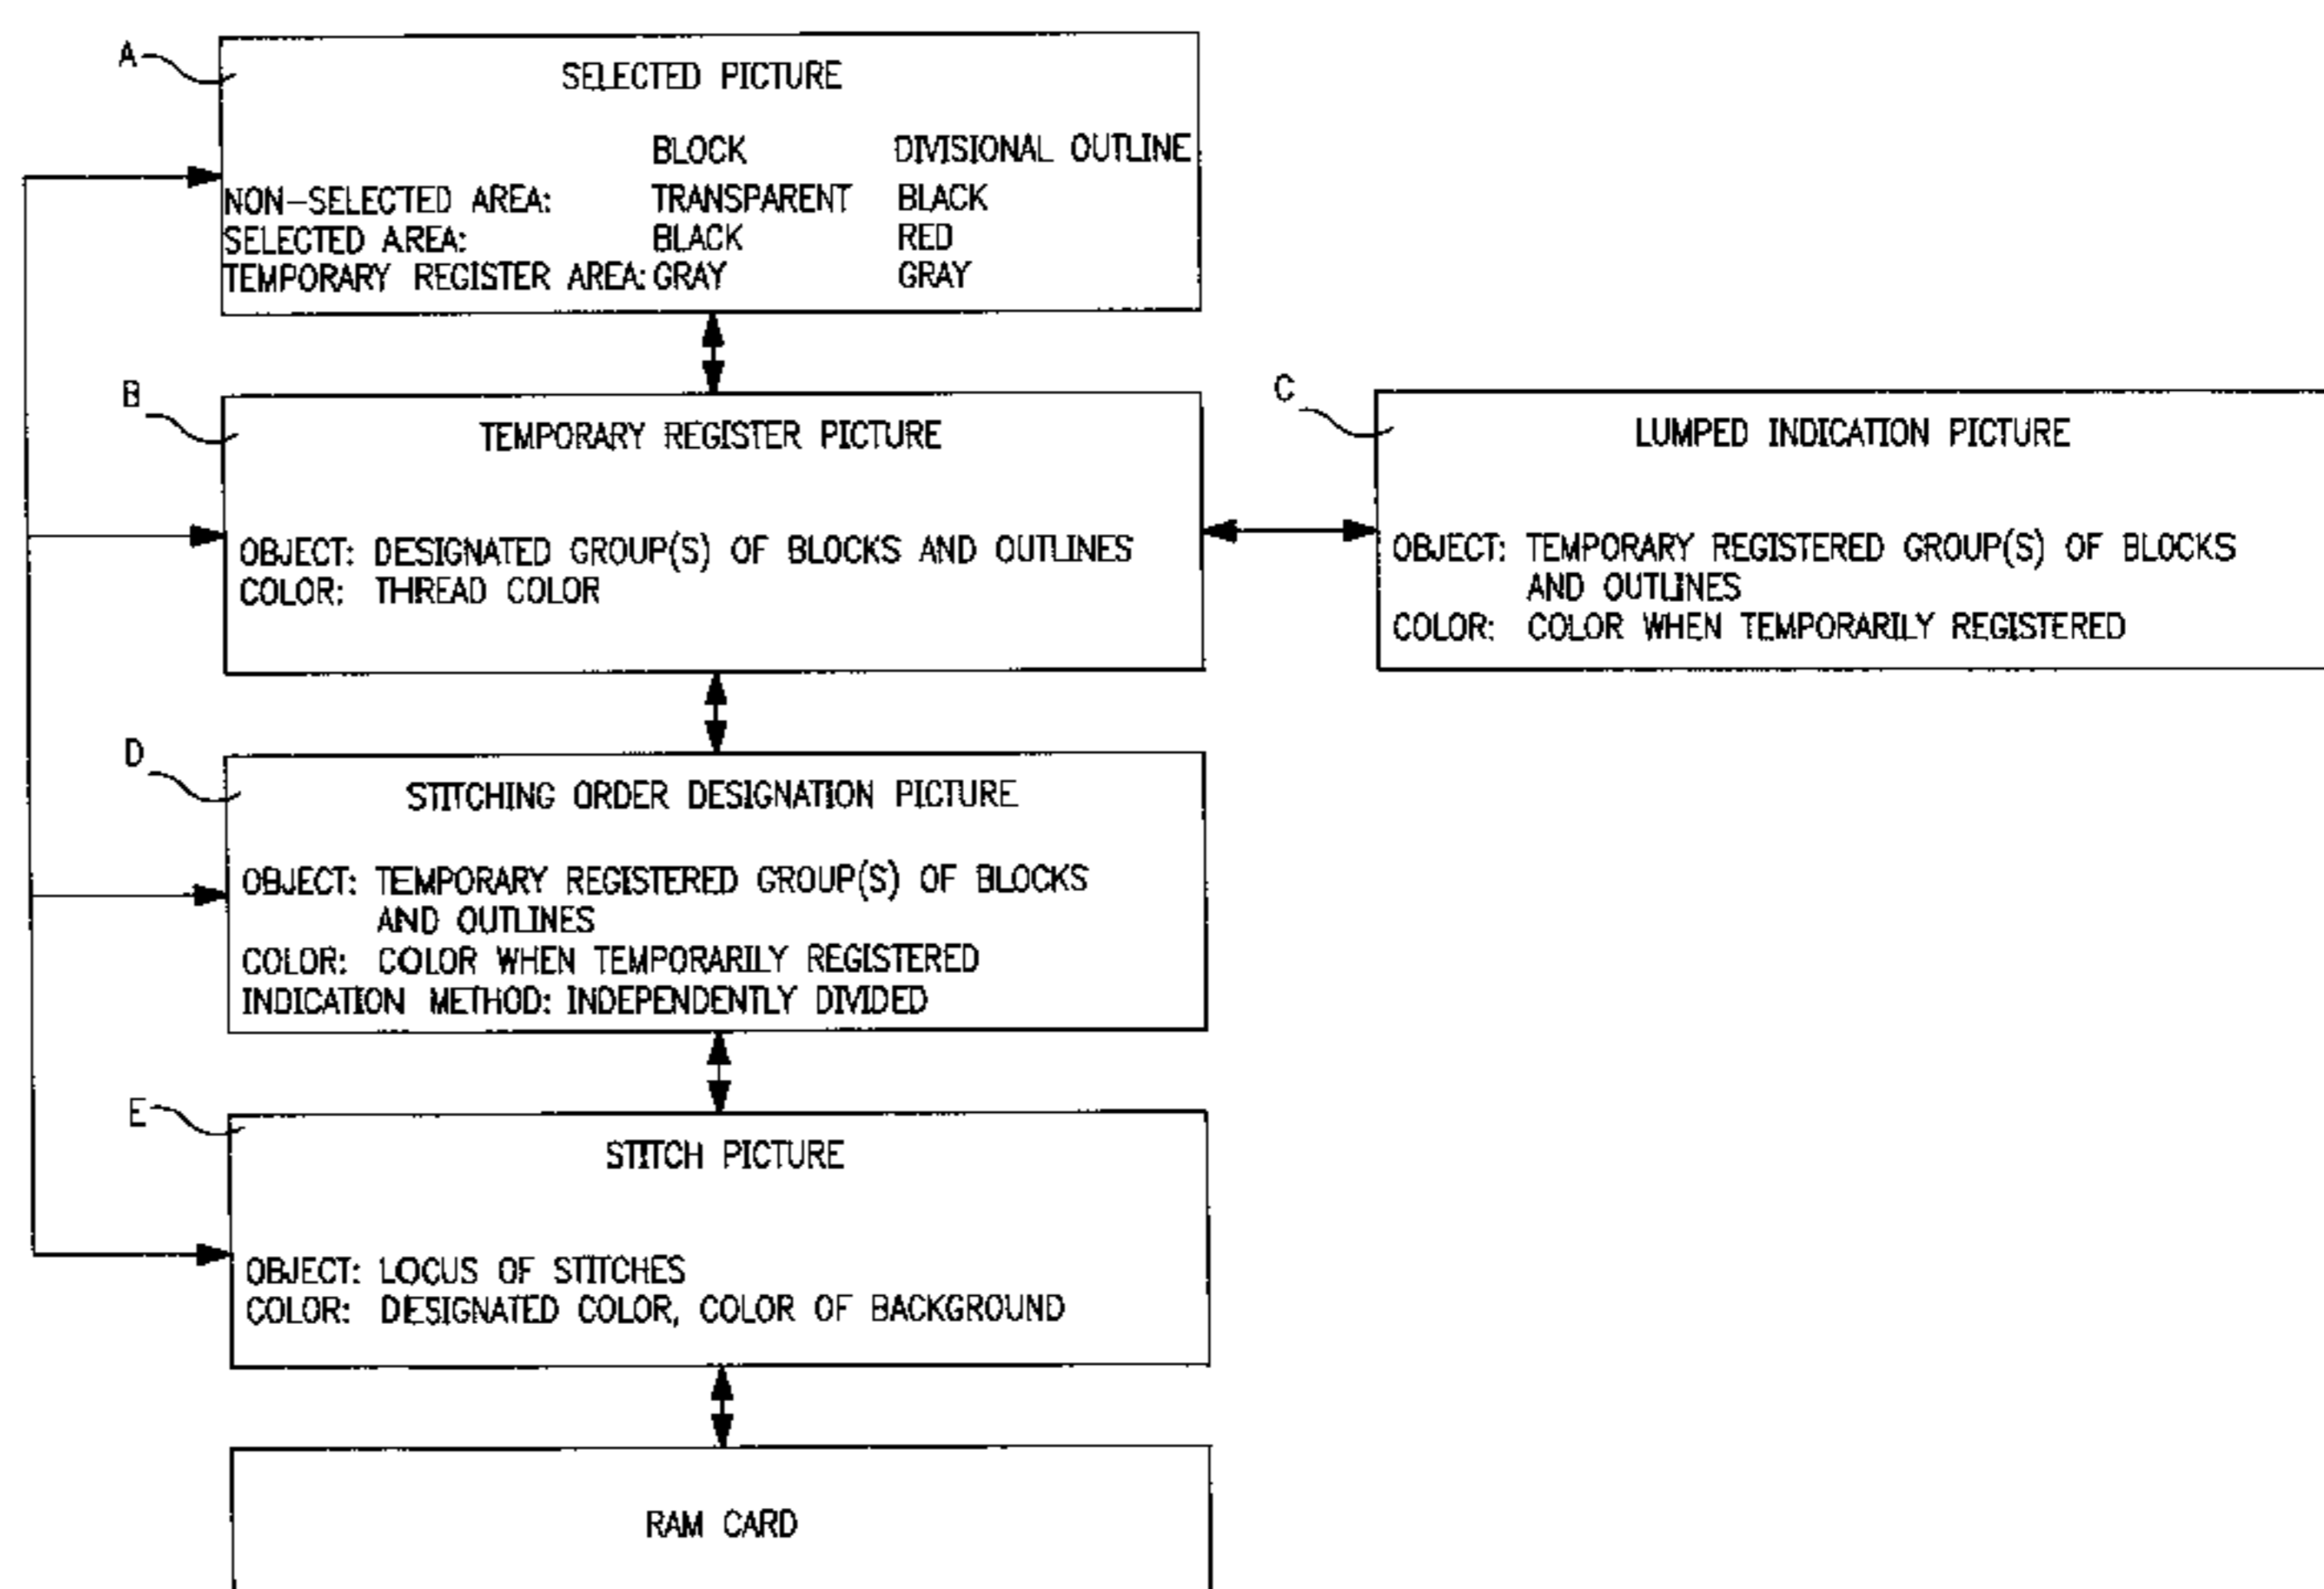 A
SELECTED PICTURE
BLOCK DIVISIONAL OUTLINE
NON-SELECTED AREA: TRANSPARENT BLACK
SELECTED AREA: BLACK RED
TEMPORARY REGISTER AREA: GRAY GRAY
B
TEMPORARY REGISTER PICTURE
OBJECT: DESIGNATED GROUP(S) OF BLOCKS AND OUTLINES
COLOR: THREAD COLOR
C
LUMPED INDICATION PICTURE
OBJECT: TEMPORARY REGISTERED GROUP(S) OF BLOCKS
AND OUTLINES
COLOR: COLOR WHEN TEMPORARILY REGISTERED
D
STITCHING ORDER DESIGNATION PICTURE
OBJECT: TEMPORARY REGISTERED GROUP(S) OF BLOCKS
AND OUTLINES
COLOR: COLOR WHEN TEMPORARILY REGISTERED
INDICATION METHOD: INDEPENDENTLY DIVIDED
E
STITCH PICTURE
OBJECT: LOCUS OF STITCHES
COLOR: DESIGNATED COLOR, COLOR OF BACKGROUND
RAM CARD